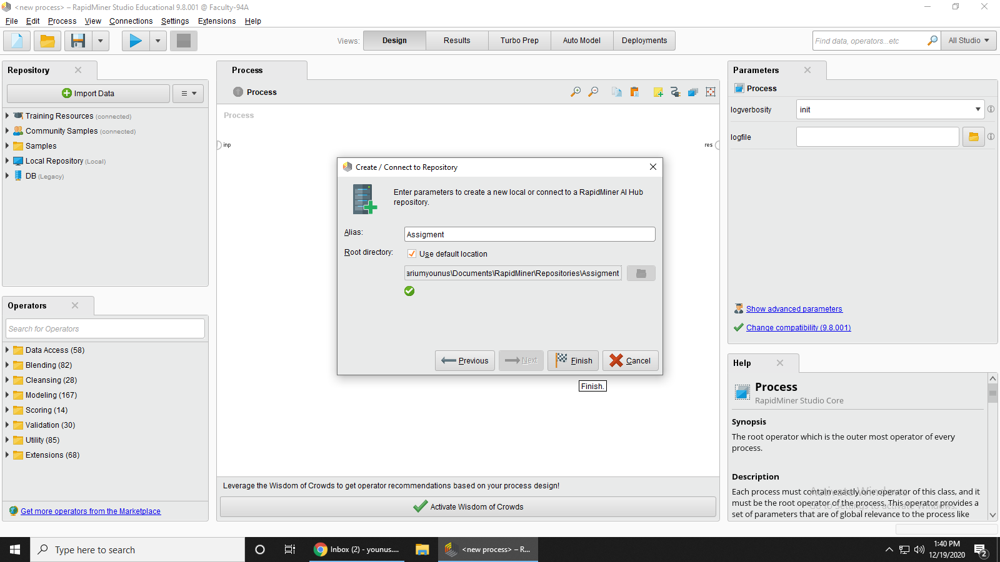 <new process> – RapidMiner Studio Educational 9.8.001 @ Faculty-94A
File Edit Process View Connections Settings Extensions Help
Views: Design Results Turbo Prep Auto Model Deployments
Find data, operators...etc
All Studio
Repository
Import Data
Training Resources (connected)
Community Samples (connected)
Samples
Local Repository (Local)
DB (Legacy)
Operators
Search for Operators
Data Access (58)
Blending (82)
Cleansing (28)
Modeling (167)
Scoring (14)
Validation (30)
Utility (85)
Extensions (68)
Get more operators from the Marketplace
Process
Process
Process
inp
res
Create / Connect to Repository
Enter parameters to create a new local or connect to a RapidMiner AI Hub
repository.
Alias: Assigment
Root directory: Use default location
ariumyounus\Documents\RapidMiner\Repositories\Assigment
Previous Next Finish Cancel
Finish.
Leverage the Wisdom of Crowds to get operator recommendations based on your process design!
Activate Wisdom of Crowds
Parameters
Process
logverbosity init
logfile
Show advanced parameters
Change compatibility (9.8.001)
Help
Process
RapidMiner Studio Core
Synopsis
The root operator which is the outer most operator of every
process.
Description
Each process must contain exactly one operator of this class, and it
must be the root operator of the process. This operator provides a
set of parameters that are of global relevance to the process like
Activate Windows
Go to Settings to activate Windows.
Type here to search
Inbox (2) - younus....
<new process> – R...
1:40 PM
12/19/2020
2